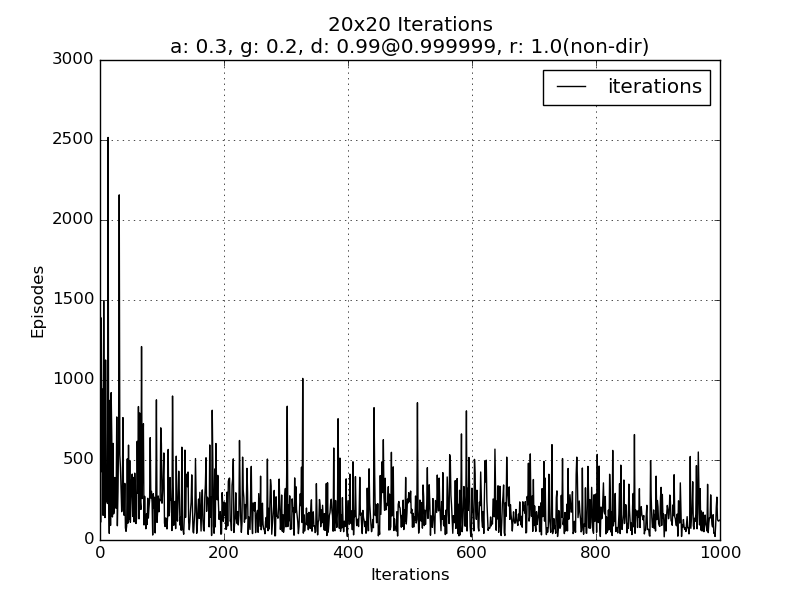 20x20 Iterations
a: 0.3, g: 0.2, d: 0.99@0.999999, r: 1.0(non-dir)
3000
iterations
2500
2000
1500
1000
500
0
Episodes
0 200 400 600 800 1000
Iterations